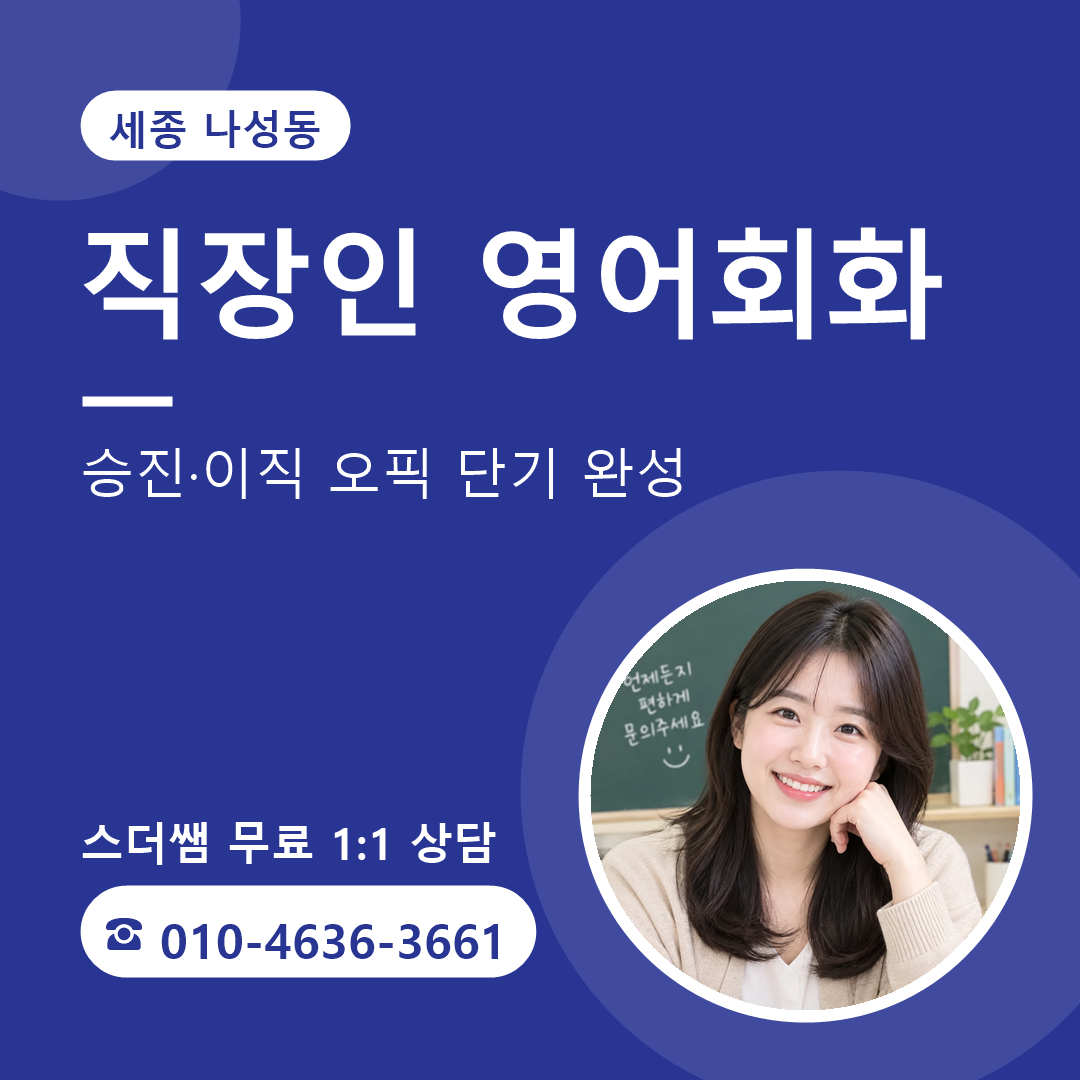 세종 나성동
직장인 영어회화
승진·이직 오픽 단기 완성
언제든지
편하게
문의주세요
스더쌤 무료 1:1 상담
☎ 010-4636-3661